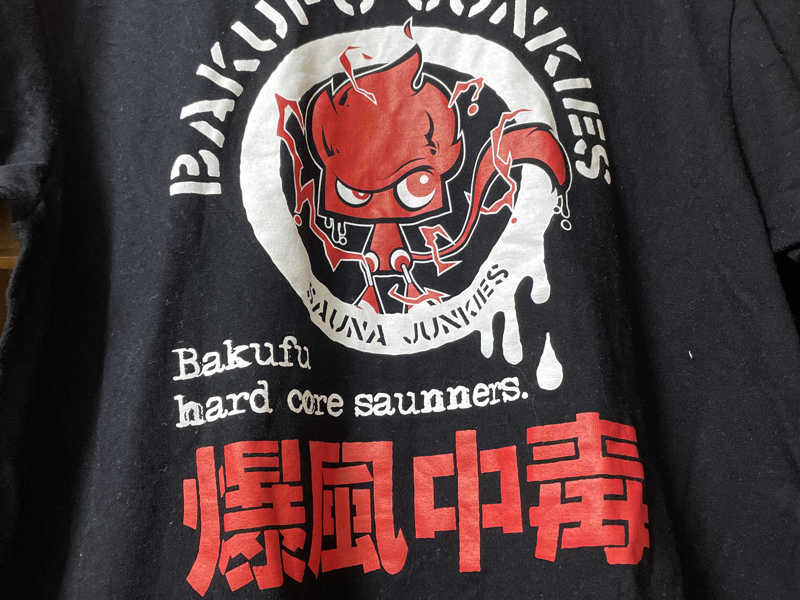 BAKUFU JUNKIES
SAUNA JUNKIES
Bakufu
hard core saunners.
爆風中毒